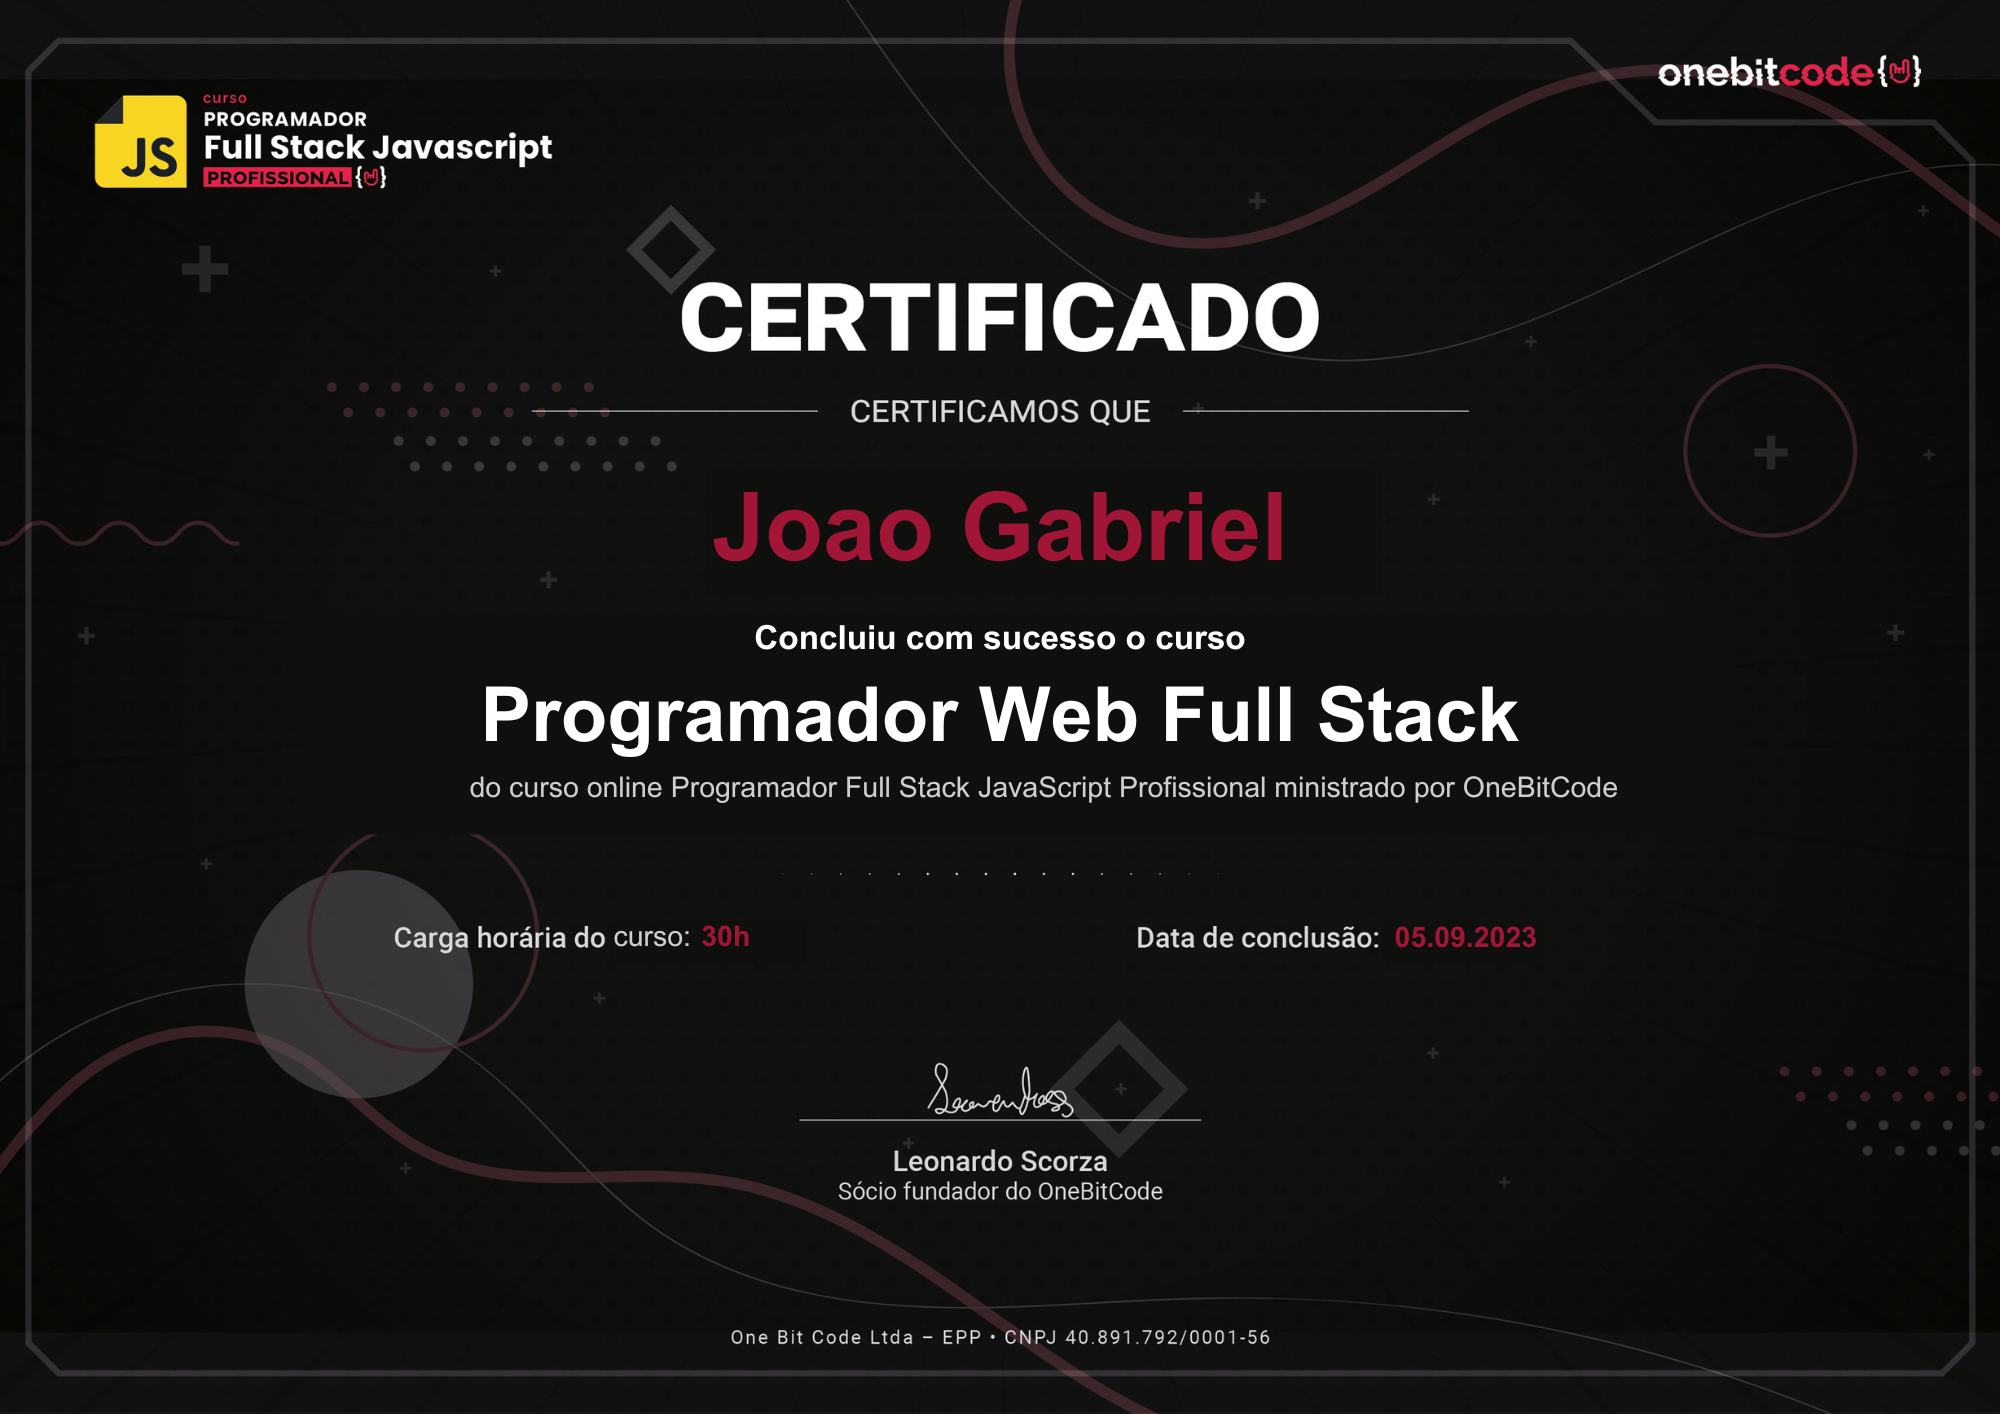 curso
PROGRAMADOR
JS
Full Stack Javascript
PROFISSIONAL
onebitcode
CERTIFICADO
CERTIFICAMOS QUE
Joao Gabriel
Concluiu com sucesso o curso
Programador Web Full Stack
do curso online Programador Full Stack JavaScript Profissional ministrado por OneBitCode
Carga horária do curso: 30h
Data de conclusão: 05.09.2023
Leonardo Scorza
Sócio fundador do OneBitCode
One Bit Code Ltda – EPP • CNPJ 40.891.792/0001-56